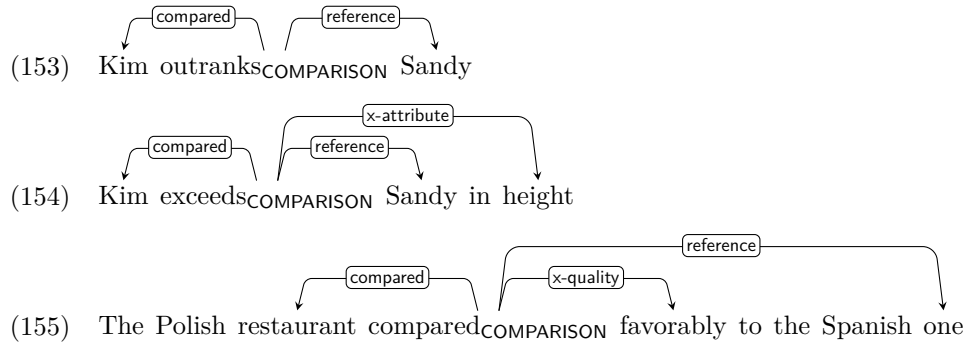 compared reference
(153) Kim outranksCOMPARISON Sandy
x-attribute
compared reference
(154) Kim exceedsCOMPARISON Sandy in height
reference
compared x-quality
(155) The Polish restaurant comparedCOMPARISON favorably to the Spanish one